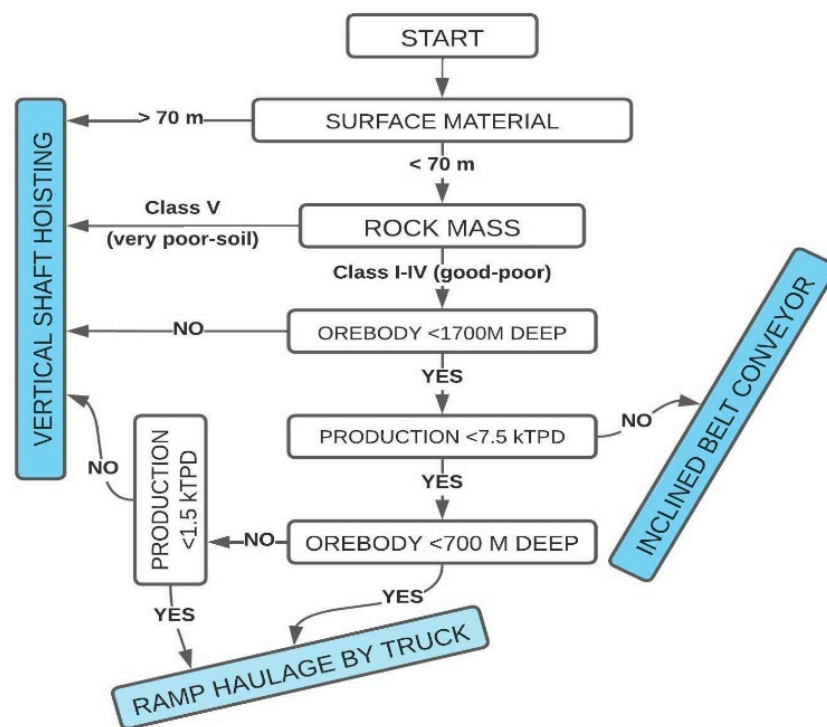 START
SURFACE MATERIAL
> 70 m
< 70 m
ROCK MASS
Class V
(very poor-soil)
Class I-IV (good-poor)
OREBODY <1700M DEEP
NO
YES
PRODUCTION <7.5 kTPD
NO
YES
OREBODY <700 M DEEP
NO
YES
PRODUCTION
<1.5 kTPD
NO
YES
VERTICAL SHAFT HOISTING
INCLINED BELT CONVEYOR
RAMP HAULAGE BY TRUCK